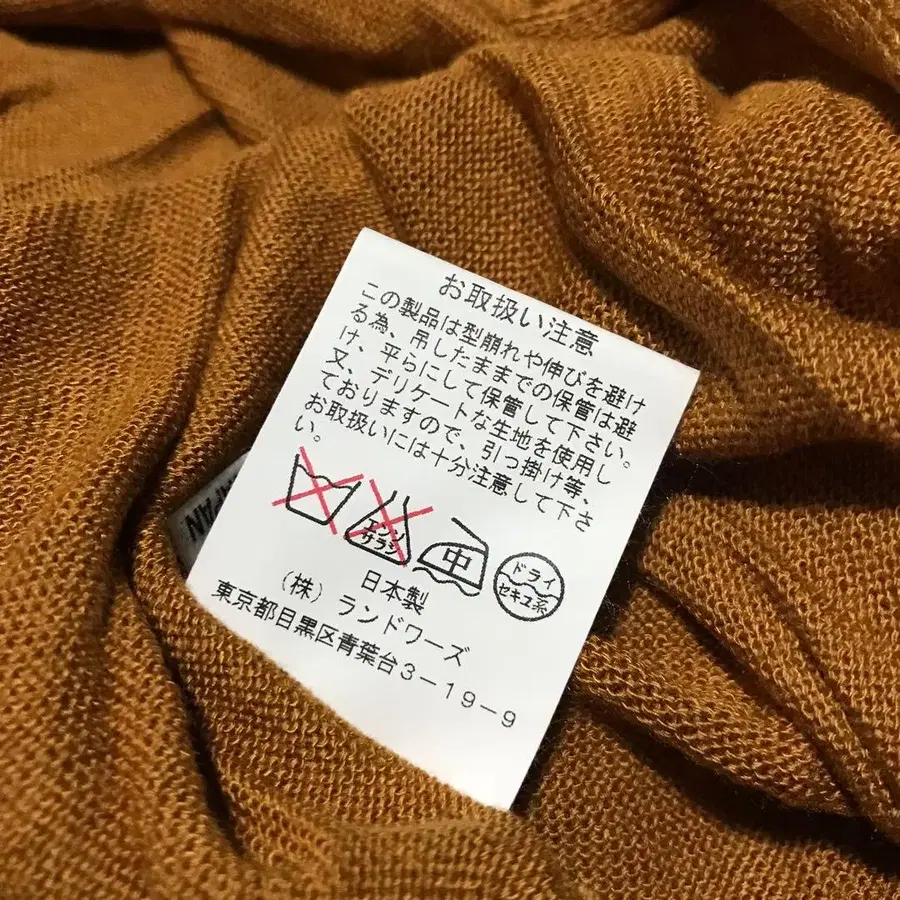 お取扱い注意
この製品は型崩れや伸びを避け
る為、吊したままでの保管は避
け、平らにして保管して下さい。
又、デリケートな生地を使用し
ておりますので、引っ掛け等、
お取扱いには十分注意して下さ
い。
エンソ
サラシ
中
ドライ
セキユ系
日本製
(株)ランドワーズ
東京都目黒区青葉台3-19-9